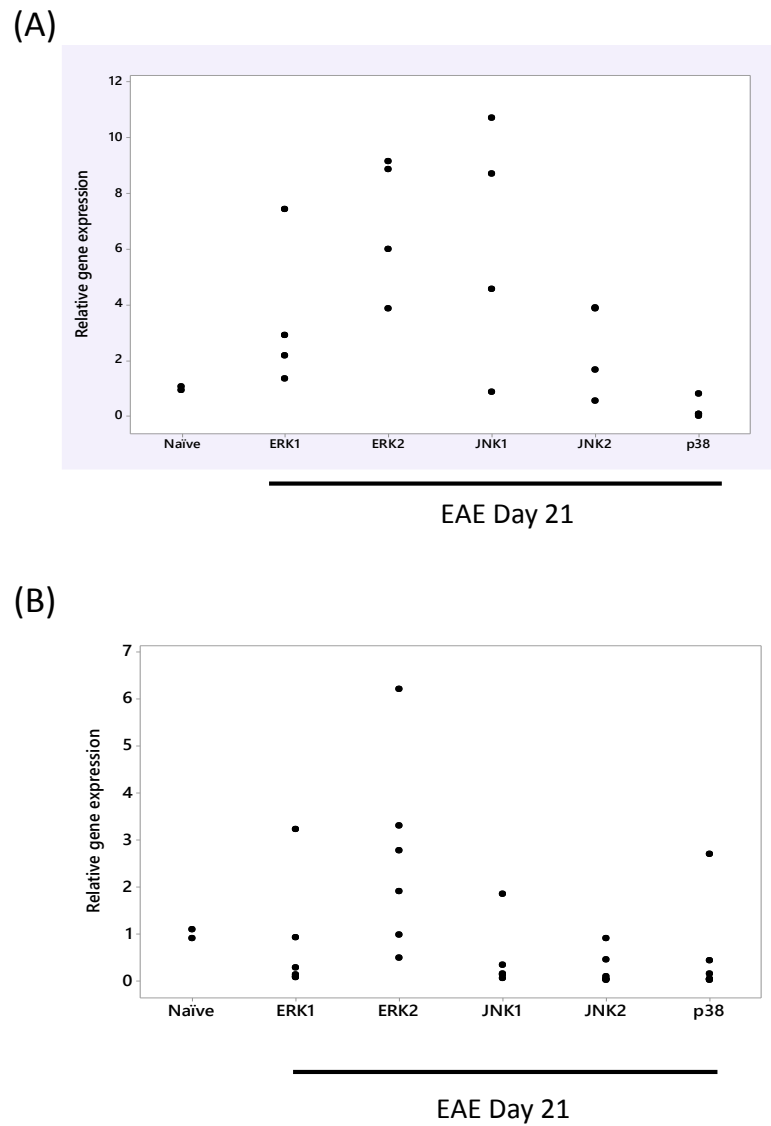 (A)
Relative gene expression
12
10
8
6
4
2
0
Naïve ERK1 ERK2 JNK1 JNK2 p38
EAE Day 21
(B)
Relative gene expression
7
6
5
4
3
2
1
0
Naïve ERK1 ERK2 JNK1 JNK2 p38
EAE Day 21